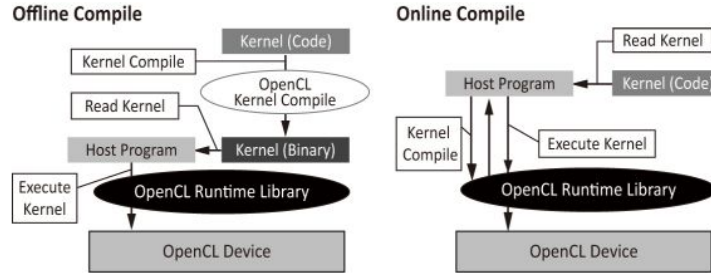 Offline Compile
Kernel (Code)
Kernel Compile
OpenCL
Kernel Compile
Read Kernel
Host Program
Kernel (Binary)
Execute
Kernel
OpenCL Runtime Library
OpenCL Device
Online Compile
Read Kernel
Host Program
Kernel (Code)
Kernel
Compile
Execute Kernel
OpenCL Runtime Library
OpenCL Device